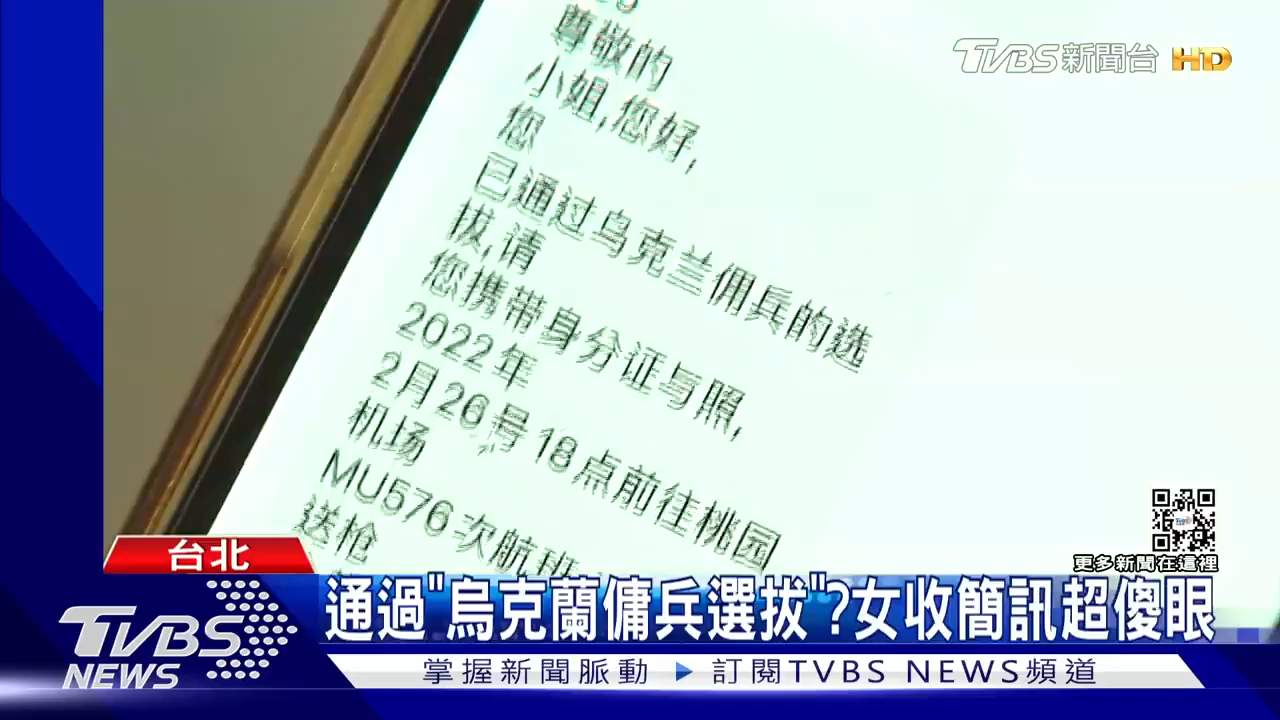 尊敬的
小姐,您好,
您
已通过乌克兰佣兵的选
拔,请
您携带身分证与照,
2022年
2月26号18点前往桃园
机场
MU576次航班
送枪
TVBS新聞台 HD
更多新聞在這裡
台北
通過"烏克蘭傭兵選拔"?女收簡訊超傻眼
TVBS
NEWS
掌握新聞脈動 ▶ 訂閱TVBS NEWS頻道